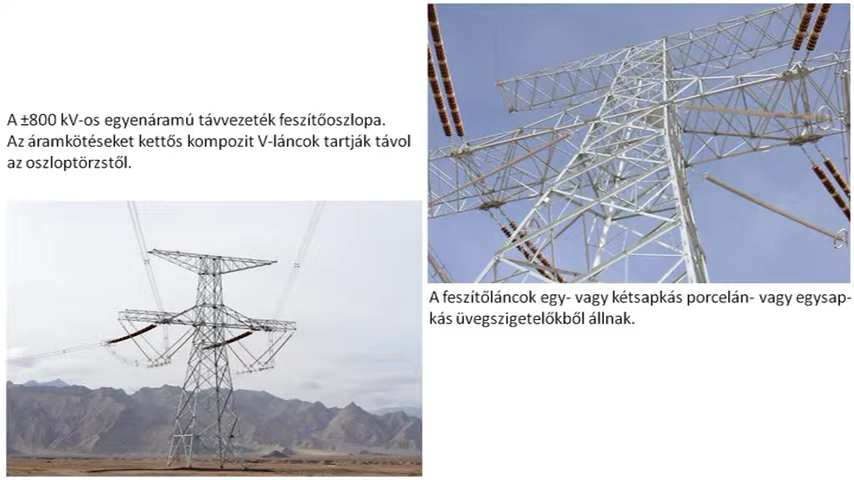 A ±800 kV-os egyenáramú távvezeték feszítőoszlopa.
Az áramkötéseket kettős kompozit V-láncok tartják távol
az oszloptörzstől.
A feszítőláncok egy- vagy kétsapkás porcelán- vagy egysap-
kás üvegszigetelőkből állnak.